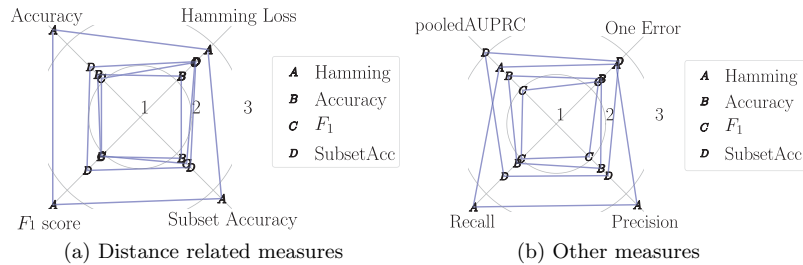 Accuracy
Hamming Loss
A
A
D
D
B
C
B
1
2
3
C
B
C
D
D
A
A
F1 score
Subset Accuracy
A Hamming
B Accuracy
C F1
D SubsetAcc
(a) Distance related measures
pooledAUPRC
One Error
D
A
A
D
B
C
B
C
1
2
3
C
B
C
B
D
D
A
A
Recall
Precision
A Hamming
B Accuracy
C F1
D SubsetAcc
(b) Other measures